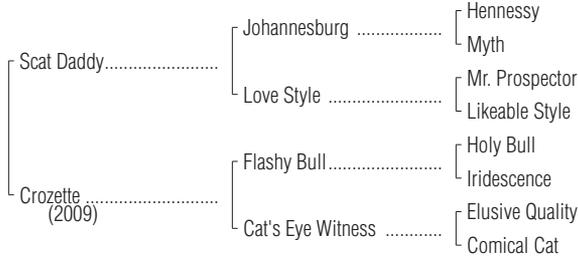 Hennessy
Johannesburg ..................
Myth
Scat Daddy........................
Mr. Prospector
Love Style ........................
Likeable Style
Holy Bull
Flashy Bull........................
Iridescence
Crozette ............................
(2009)
Elusive Quality
Cat's Eye Witness ............
Comical Cat